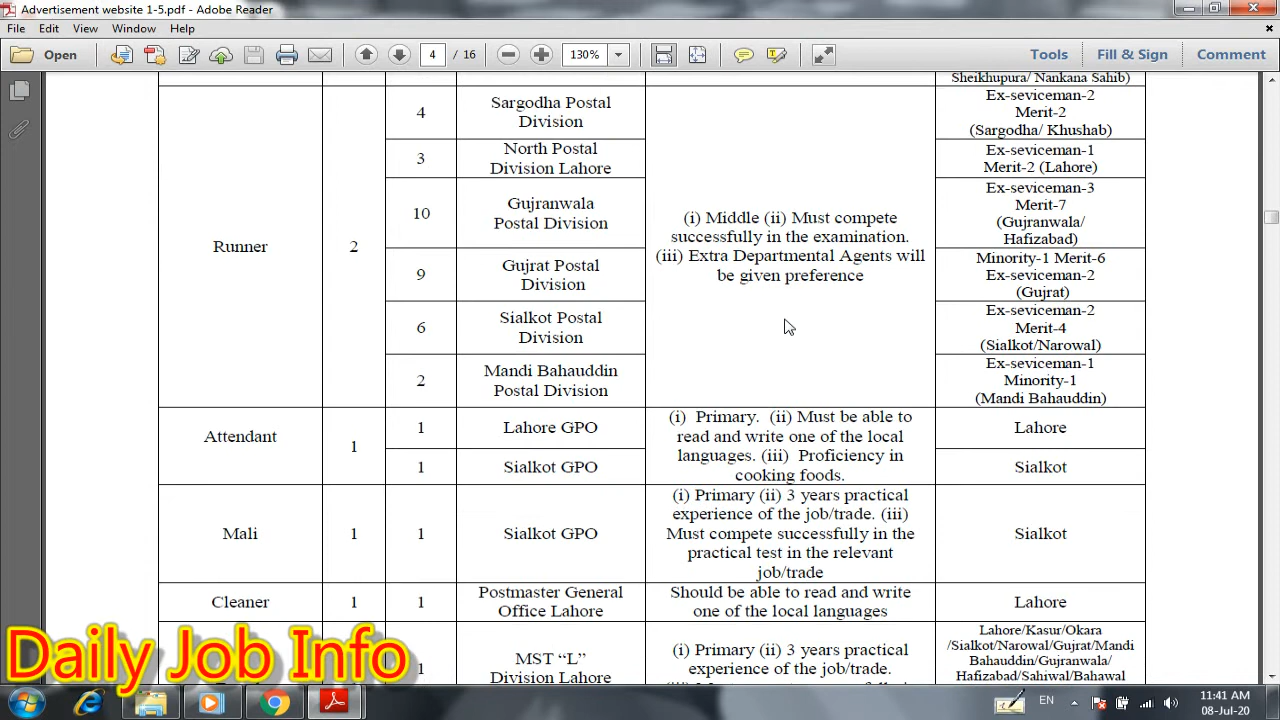 Advertisement website 1-5.pdf - Adobe Reader
File Edit View Window Help
Open 4 / 16 130% Tools Fill & Sign Comment
Sheikhupura/ Nankana Sahib)
Runner
2
4
Sargodha Postal
Division
Ex-seviceman-2
Merit-2
(Sargodha/ Khushab)
3
North Postal
Division Lahore
Ex-seviceman-1
Merit-2 (Lahore)
10
Gujranwala
Postal Division
Ex-seviceman-3
Merit-7
(Gujranwala/
Hafizabad)
9
Gujrat Postal
Division
Minority-1 Merit-6
Ex-seviceman-2
(Gujrat)
6
Sialkot Postal
Division
Ex-seviceman-2
Merit-4
(Sialkot/Narowal)
2
Mandi Bahauddin
Postal Division
Ex-seviceman-1
Minority-1
(Mandi Bahauddin)
(i) Middle (ii) Must compete
successfully in the examination.
(iii) Extra Departmental Agents will
be given preference
Attendant
1
1
Lahore GPO
Lahore
1
Sialkot GPO
Sialkot
(i) Primary. (ii) Must be able to
read and write one of the local
languages. (iii) Proficiency in
cooking foods.
Mali
1
1
Sialkot GPO
(i) Primary (ii) 3 years practical
experience of the job/trade. (iii)
Must compete successfully in the
practical test in the relevant
job/trade
Sialkot
Cleaner
1
1
Postmaster General
Office Lahore
Should be able to read and write
one of the local languages
Lahore
1
MST “L”
Division Lahore
(i) Primary (ii) 3 years practical
experience of the job/trade.
Lahore/Kasur/Okara
/Sialkot/Narowal/Gujrat/Mandi
Bahauddin/Gujranwala/
Hafizabad/Sahiwal/Bahawal
Daily Job Info
EN
11:41 AM
08-Jul-20